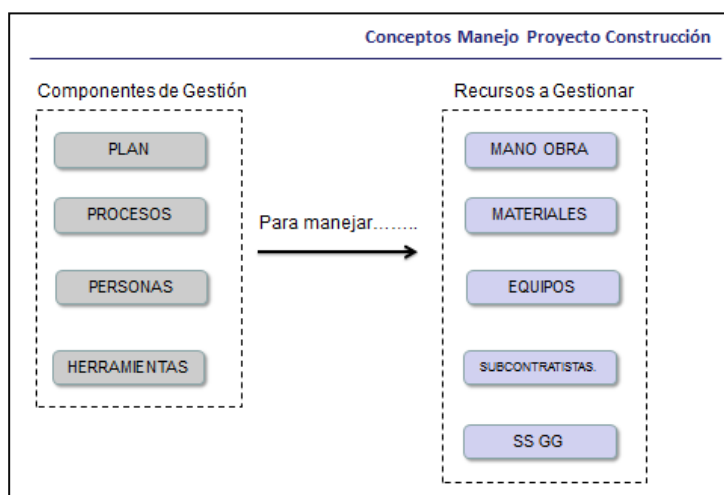 Conceptos Manejo Proyecto Construcción
Componentes de Gestión
PLAN
PROCESOS
PERSONAS
HERRAMIENTAS
Para manejar........
Recursos a Gestionar
MANO OBRA
MATERIALES
EQUIPOS
SUBCONTRATISTAS.
SS GG